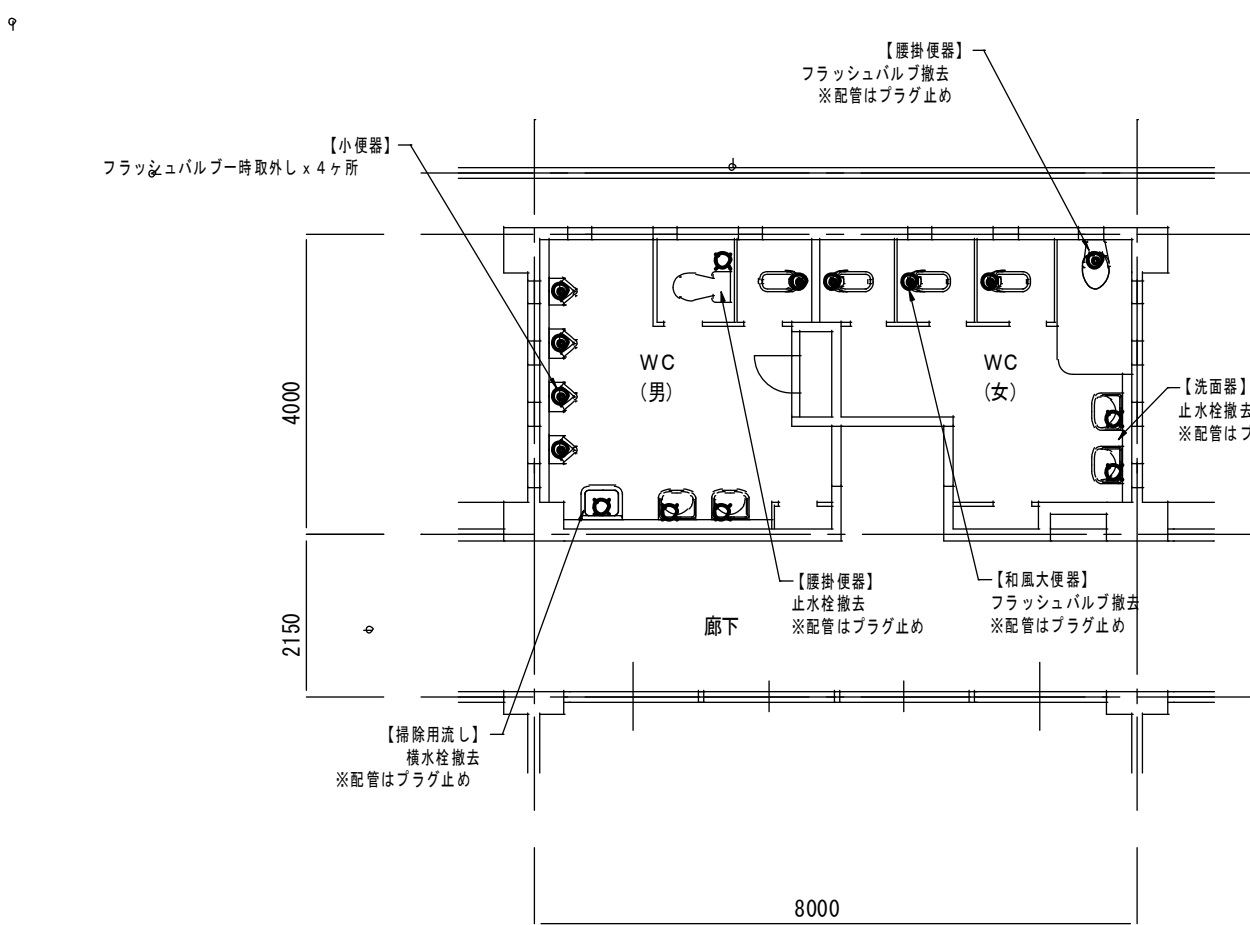 【腰掛便器】
フラッシュバルブ撤去
※配管はプラグ止め
【小便器】
フラッシュバルブ一時取外しx4ヶ所
WC
(男)
WC
(女)
【洗面器】
止水栓撤去
※配管はプ
4000
【腰掛便器】
止水栓撤去
※配管はプラグ止め
【和風大便器】
フラッシュバルブ撤去
※配管はプラグ止め
廊下
2150
【掃除用流し】
横水栓撤去
※配管はプラグ止め
8000